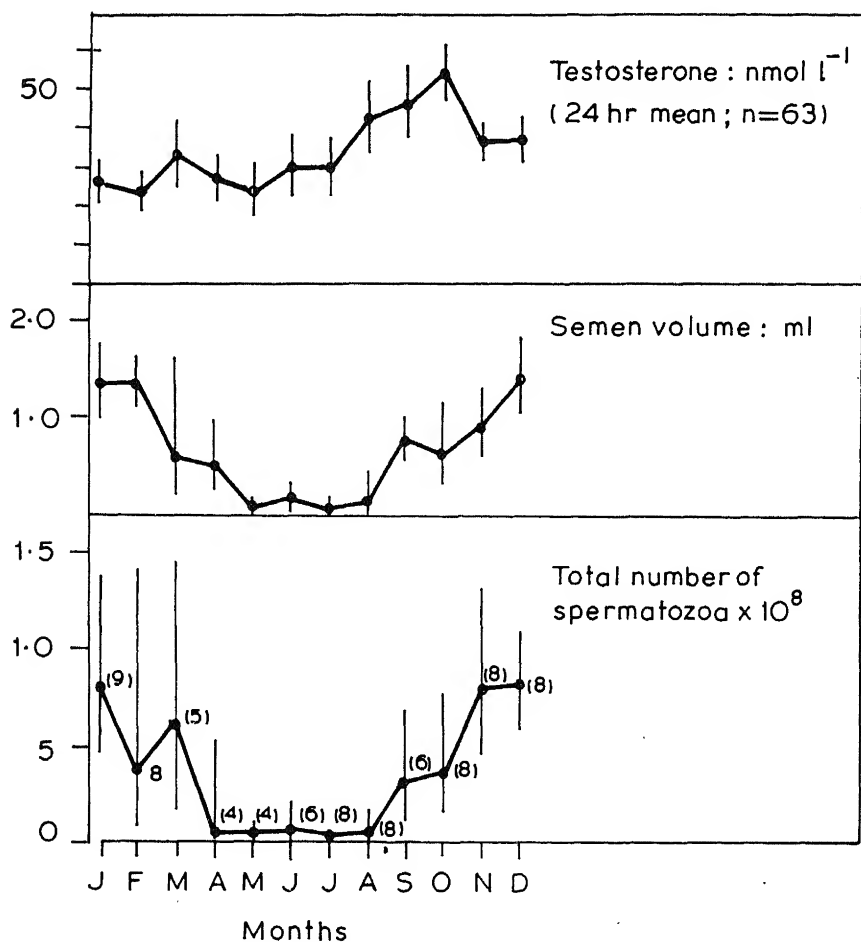 50
Testosterone : nmol l⁻¹
(24 hr mean ; n=63)
2·0
Semen volume : ml
1·0
1·5
Total number of
spermatozoa x 10⁸
1·0
(9)
8
(5)
(4)
(4)
(6)
(8)
(8)
(6)
(8)
(8)
(8)
5
0
J F M A M J J A S O N D
Months